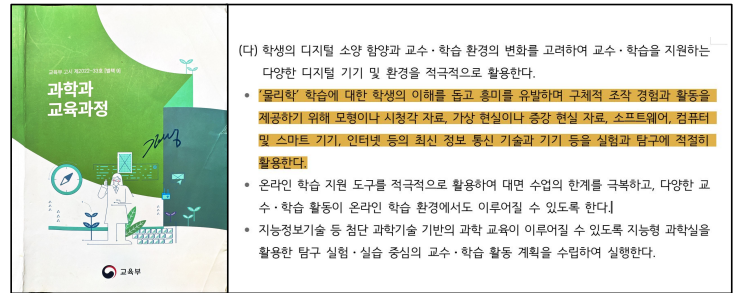 교육부 고시 제2022-33호 [별책 9]
과학과
교육과정
교육부
(다) 학생의 디지털 소양 함양과 교수・학습 환경의 변화를 고려하여 교수・학습을 지원하는
다양한 디지털 기기 및 환경을 적극적으로 활용한다.
• ‘물리학’ 학습에 대한 학생의 이해를 돕고 흥미를 유발하며 구체적 조작 경험과 활동을
제공하기 위해 모형이나 시청각 자료, 가상 현실이나 증강 현실 자료, 소프트웨어, 컴퓨터
및 스마트 기기, 인터넷 등의 최신 정보 통신 기술과 기기 등을 실험과 탐구에 적절히
활용한다.
• 온라인 학습 지원 도구를 적극적으로 활용하여 대면 수업의 한계를 극복하고, 다양한 교
수・학습 활동이 온라인 학습 환경에서도 이루어질 수 있도록 한다.
• 지능정보기술 등 첨단 과학기술 기반의 과학 교육이 이루어질 수 있도록 지능형 과학실을
활용한 탐구 실험・실습 중심의 교수・학습 활동 계획을 수립하여 실행한다.